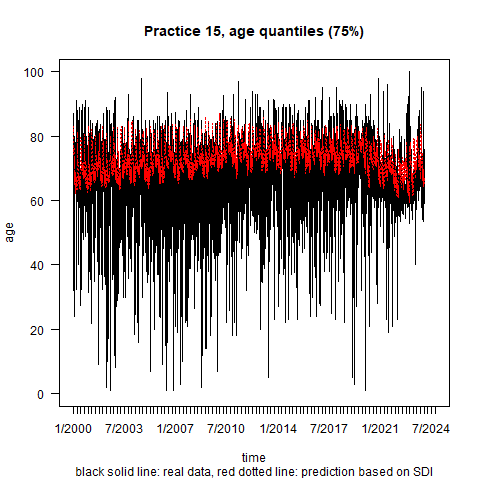 Practice 15, age quantiles (75%)
100
80
60
40
20
0
age
1/2000 7/2003 1/2007 7/2010 1/2014 7/2017 1/2021 7/2024
time
black solid line: real data, red dotted line: prediction based on SDI